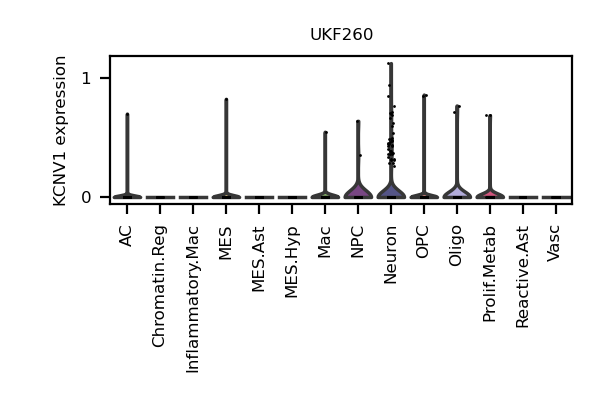 UKF260
KCNV1 expression
1
0
AC
Chromatin.Reg
Inflammatory.Mac
MES
MES.Ast
MES.Hyp
Mac
NPC
Neuron
OPC
Oligo
Prolif.Metab
Reactive.Ast
Vasc